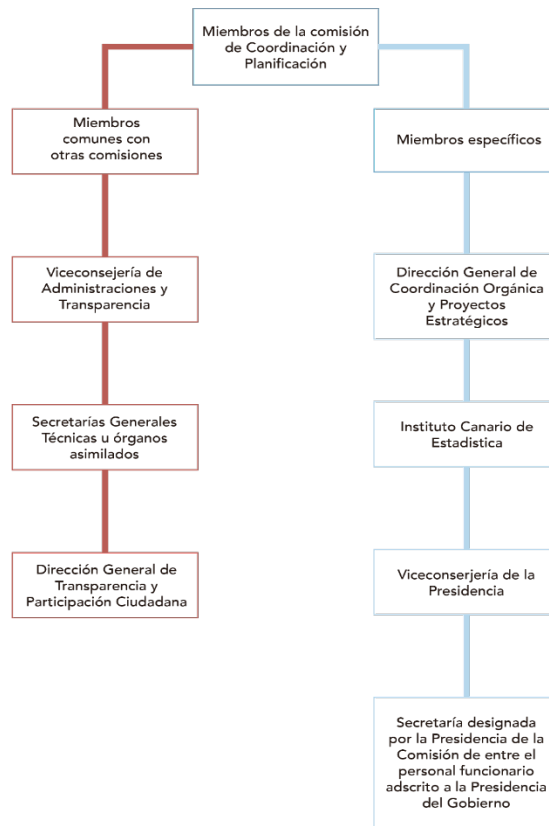 Miembros de la comisión
de Coordinación y
Planificación
Miembros
comunes con
otras comisiones
Viceconsejería de
Administraciones y
Transparencia
Secretarías Generales
Técnicas u órganos
asimilados
Dirección General de
Transparencia y
Participación Ciudadana
Miembros específicos
Dirección General de
Coordinación Orgánica
y Proyectos
Estratégicos
Instituto Canario de
Estadistica
Viceconserjería de la
Presidencia
Secretaría designada
por la Presidencia de la
Comisión de entre el
personal funcionario
adscrito a la Presidencia
del Gobierno